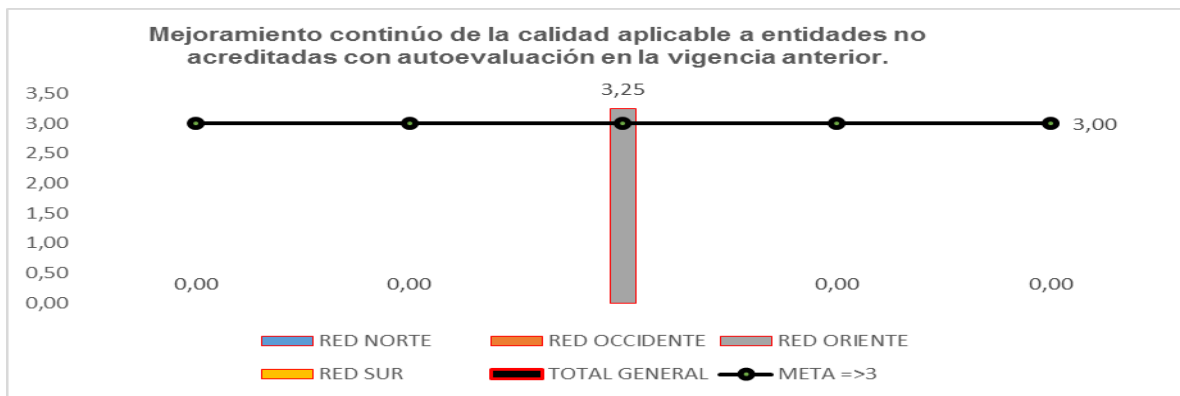 Mejoramiento continúo de la calidad aplicable a entidades no
acreditadas con autoevaluación en la vigencia anterior.
3,50
3,25
3,00
3,00
2,50
2,00
1,50
1,00
0,50
0,00
0,00
0,00
0,00
0,00
RED NORTE
RED OCCIDENTE
RED ORIENTE
RED SUR
TOTAL GENERAL
META =>3